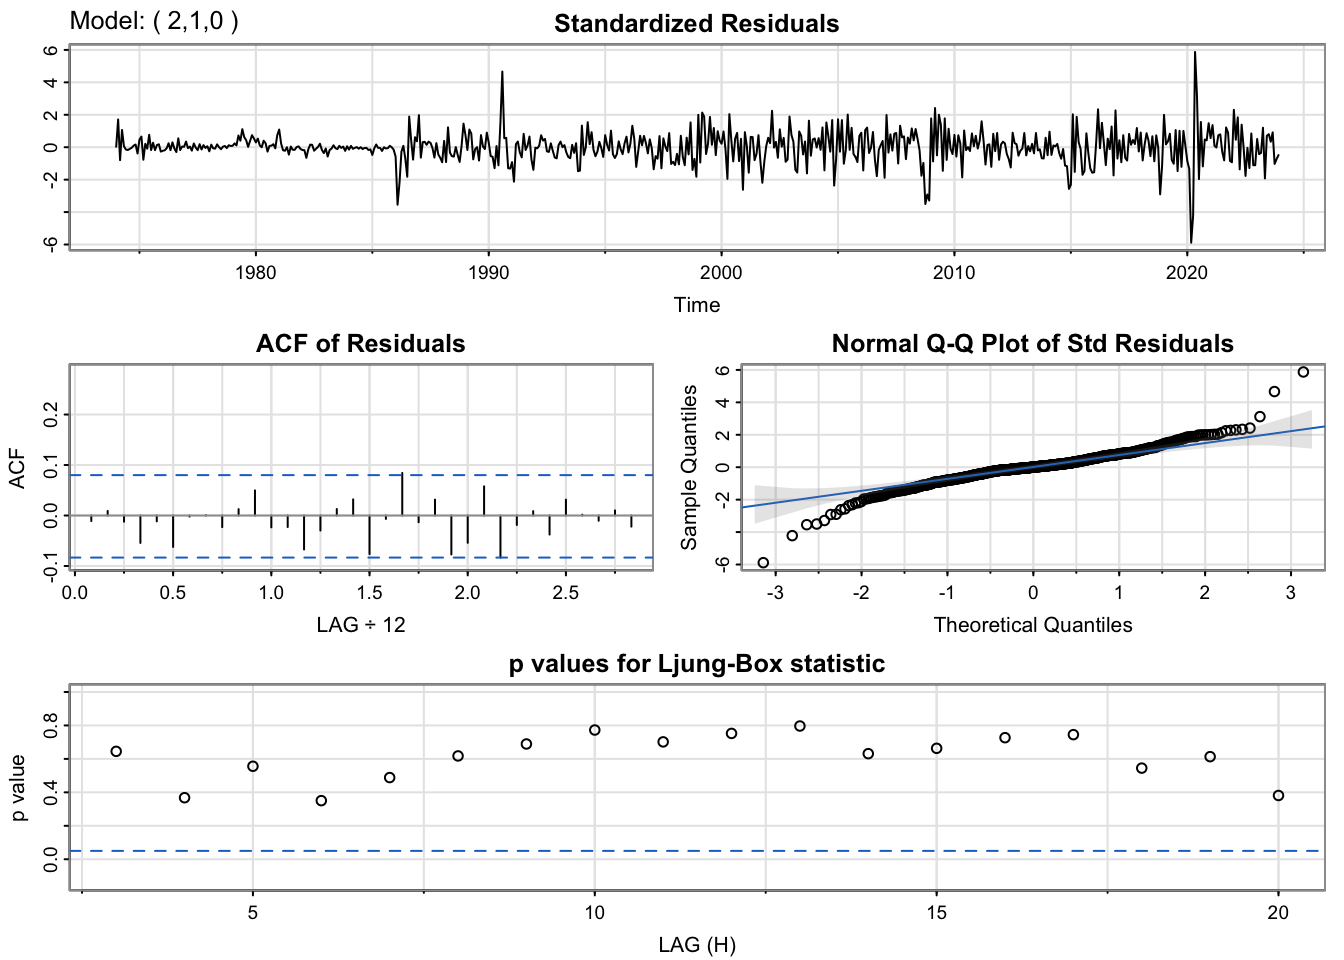 Model: ( 2,1,0 )
Standardized Residuals
6
4
2
0
-2
-6
1980 1990 2000 2010 2020
Time
ACF of Residuals
ACF
0.2
0.1
0.0
-0.1
0.0 0.5 1.0 1.5 2.0 2.5
LAG ÷ 12
Normal Q-Q Plot of Std Residuals
Sample Quantiles
6
4
2
0
-2
-6
-3 -2 -1 0 1 2 3
Theoretical Quantiles
p values for Ljung-Box statistic
p value
0.8
0.4
0.0
5 10 15 20
LAG (H)